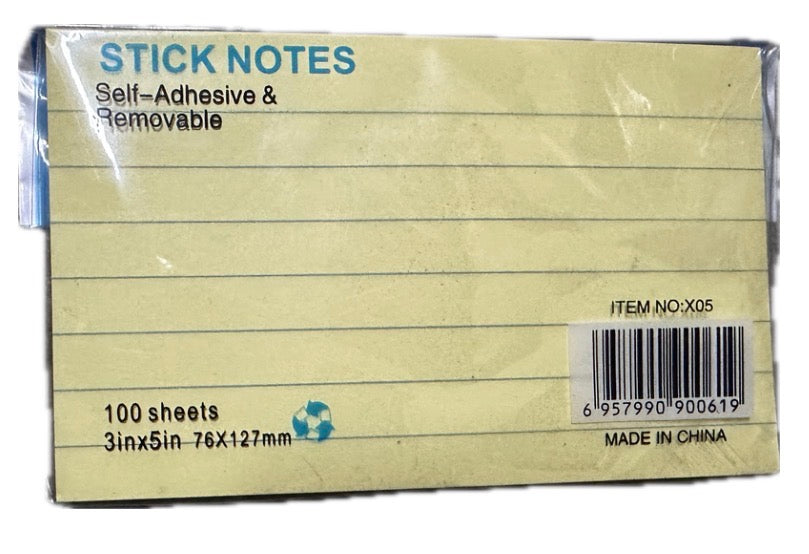 STICK NOTES
Self-Adhesive &
Removable
ITEM NO:X05
6 957990 900619
100 sheets
3inx5in 76X127mm
MADE IN CHINA